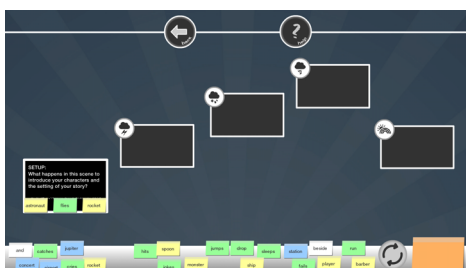 ?
SETUP:
What happens in this scene to
introduce your characters and
the setting of your story?
astronaut flies rocket
and catches jupiter hits spoon jumps drop sleeps station beside run
concert rocket monster ship falls player barber